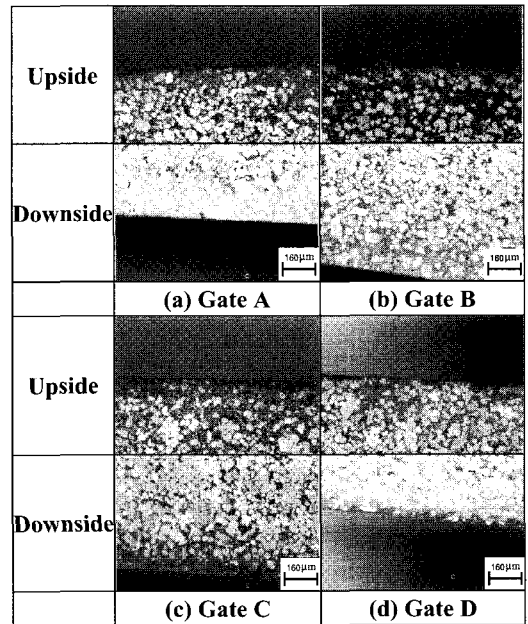 Upside
Downside
160μm
160μm
(a) Gate A
(b) Gate B
Upside
Downside
160μm
160μm
(c) Gate C
(d) Gate D